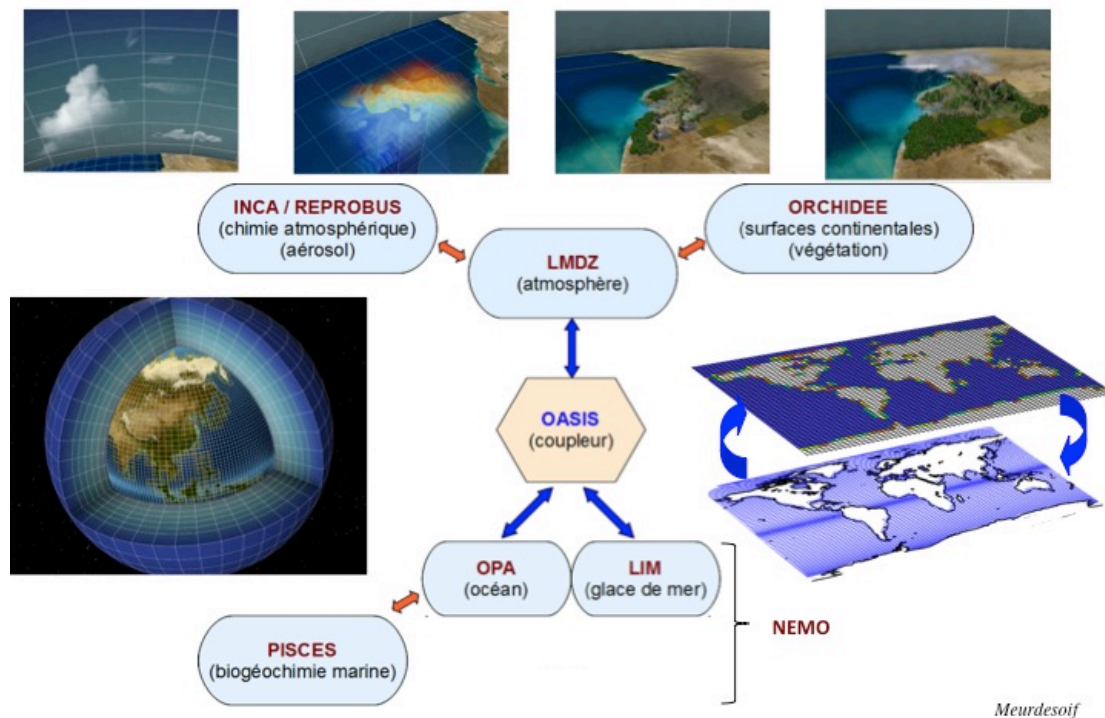 INCA / REPROBUS
(chimie atmosphérique)
(aérosol)
ORCHIDEE
(surfaces continentales)
(végétation)
LMDZ
(atmosphère)
OASIS
(coupleur)
OPA
(océan)
LIM
(glace de mer)
NEMO
PISCES
(biogéochimie marine)
Meurdesoif